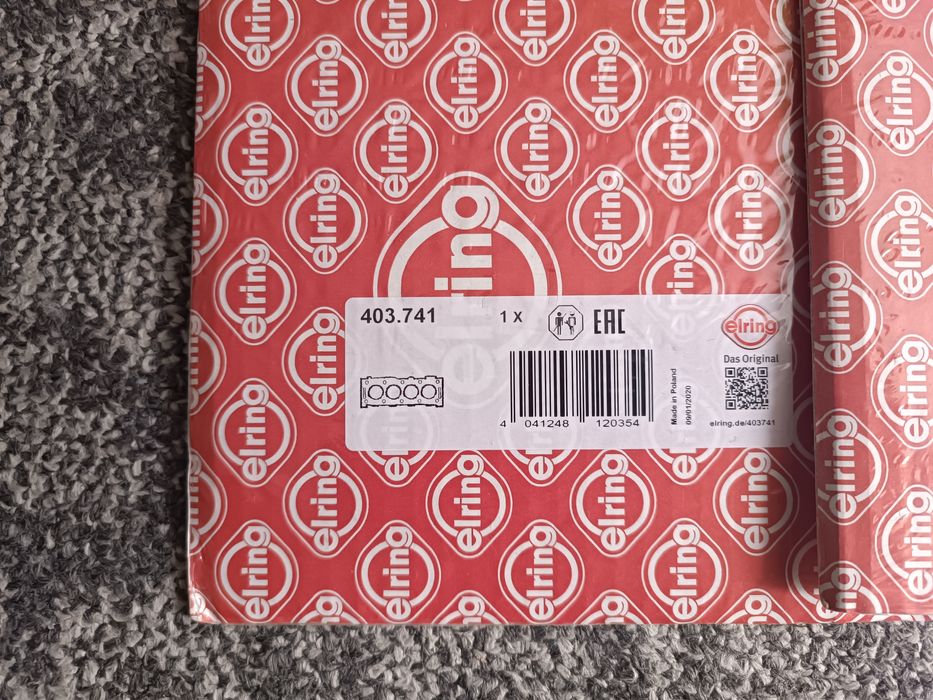 403.741
1 X
EAC
elring
Das Original
Made in Poland
09/01/2020
4 041248 120354
elring.de/403741
elring